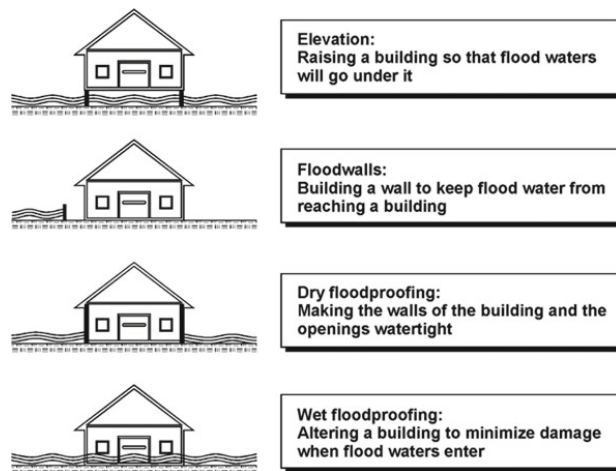 Elevation:
Raising a building so that flood waters
will go under it
Floodwalls:
Building a wall to keep flood water from
reaching a building
Dry floodproofing:
Making the walls of the building and the
openings watertight
Wet floodproofing:
Altering a building to minimize damage
when flood waters enter